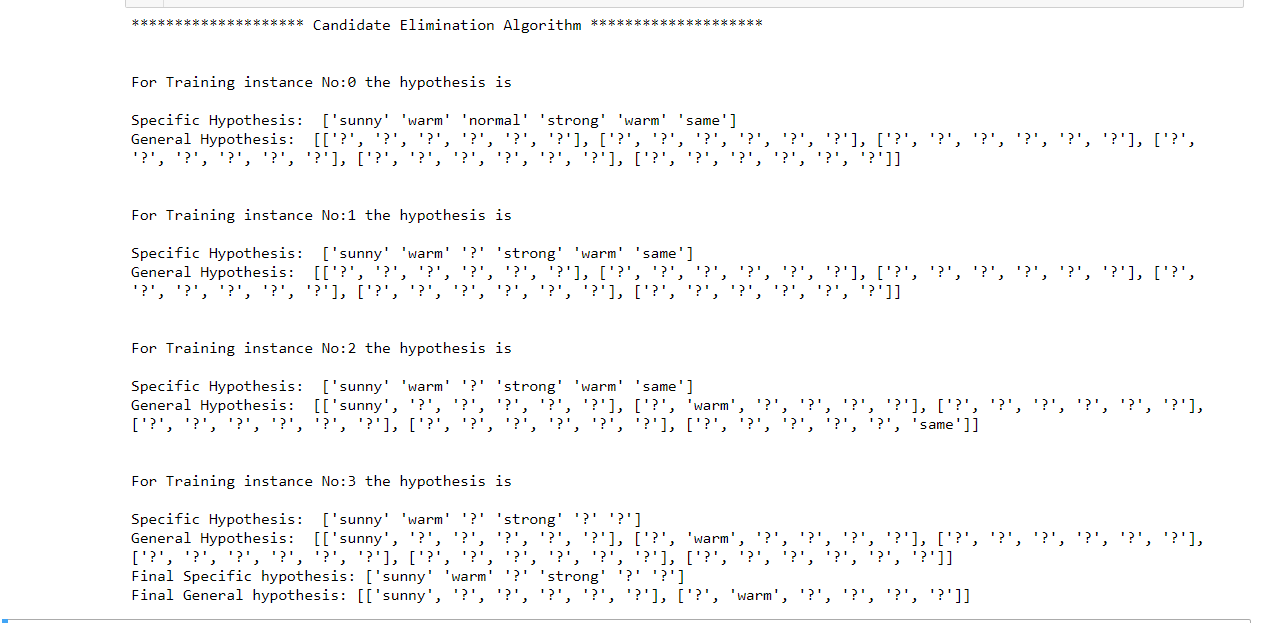 ******************** Candidate Elimination Algorithm ********************
For Training instance No:0 the hypothesis is
Specific Hypothesis:  ['sunny' 'warm' 'normal' 'strong' 'warm' 'same']
General Hypothesis:  [['?', '?', '?', '?', '?', '?'], ['?', '?', '?', '?', '?', '?'], ['?', '?', '?', '?', '?', '?'], ['?',
'?', '?', '?', '?', '?'], ['?', '?', '?', '?', '?', '?'], ['?', '?', '?', '?', '?', '?']]
For Training instance No:1 the hypothesis is
Specific Hypothesis:  ['sunny' 'warm' '?' 'strong' 'warm' 'same']
General Hypothesis:  [['?', '?', '?', '?', '?', '?'], ['?', '?', '?', '?', '?', '?'], ['?', '?', '?', '?', '?', '?'], ['?',
'?', '?', '?', '?', '?'], ['?', '?', '?', '?', '?', '?'], ['?', '?', '?', '?', '?', '?']]
For Training instance No:2 the hypothesis is
Specific Hypothesis:  ['sunny' 'warm' '?' 'strong' 'warm' 'same']
General Hypothesis:  [['sunny', '?', '?', '?', '?', '?'], ['?', 'warm', '?', '?', '?', '?'], ['?', '?', '?', '?', '?', '?'],
['?', '?', '?', '?', '?', '?'], ['?', '?', '?', '?', '?', '?'], ['?', '?', '?', '?', '?', 'same']]
For Training instance No:3 the hypothesis is
Specific Hypothesis:  ['sunny' 'warm' '?' 'strong' '?' '?']
General Hypothesis:  [['sunny', '?', '?', '?', '?', '?'], ['?', 'warm', '?', '?', '?', '?'], ['?', '?', '?', '?', '?', '?'],
['?', '?', '?', '?', '?', '?'], ['?', '?', '?', '?', '?', '?'], ['?', '?', '?', '?', '?', '?']]
Final Specific hypothesis: ['sunny' 'warm' '?' 'strong' '?' '?']
Final General hypothesis: [['sunny', '?', '?', '?', '?', '?'], ['?', 'warm', '?', '?', '?', '?']]